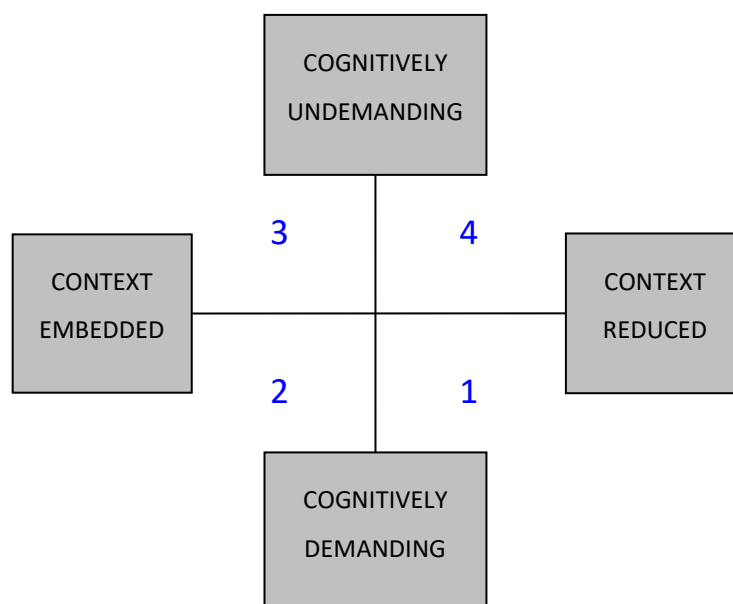 COGNITIVELY
UNDEMANDING
3
4
CONTEXT
EMBEDDED
CONTEXT
REDUCED
2
1
COGNITIVELY
DEMANDING